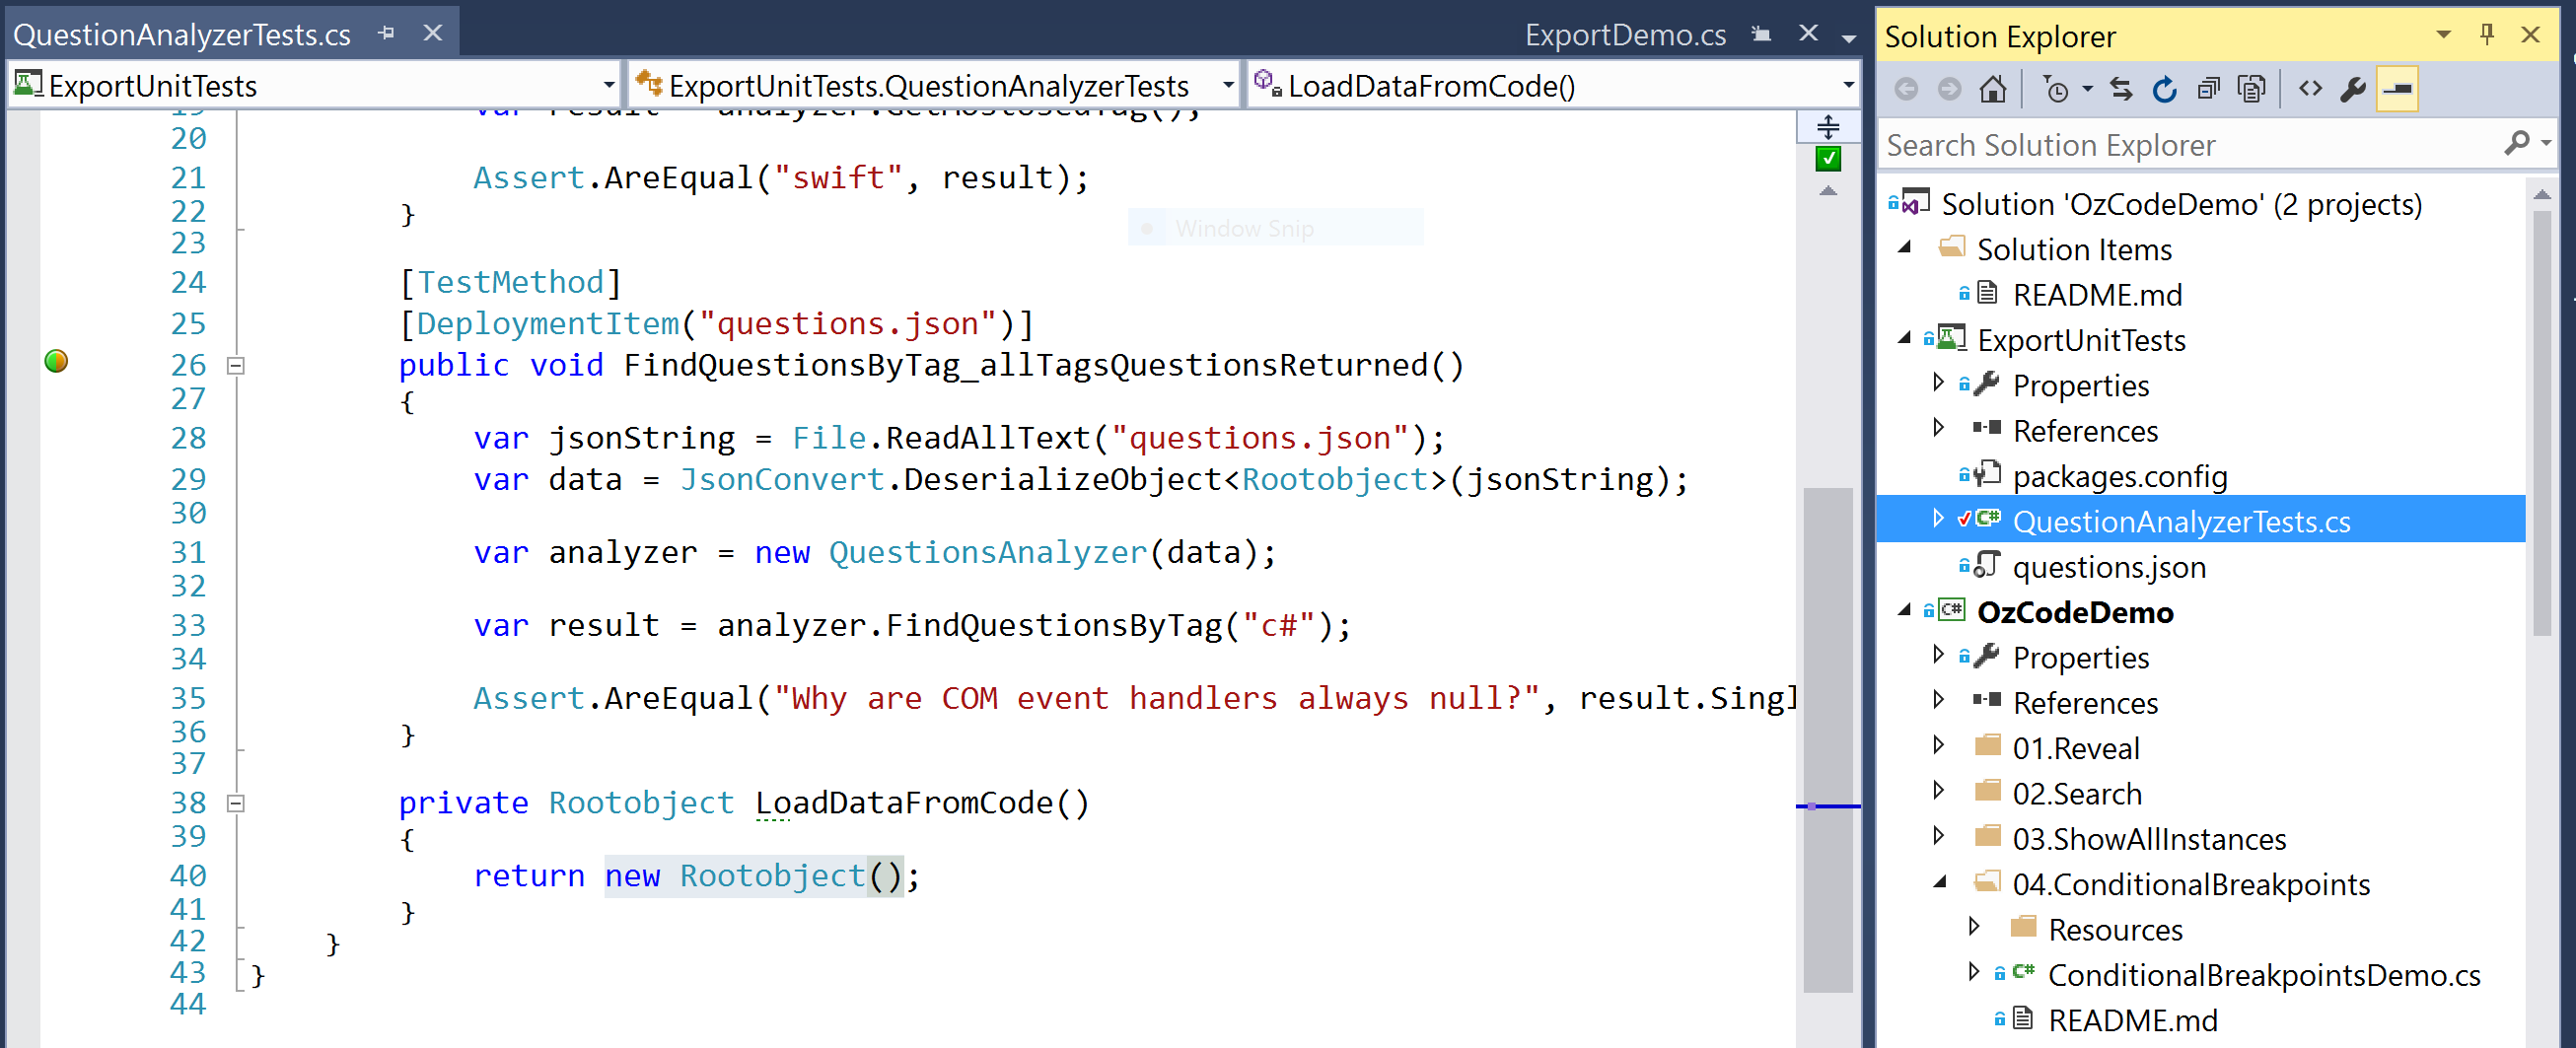 QuestionAnalyzerTests.cs
ExportDemo.cs
ExportUnitTests
ExportUnitTests.QuestionAnalyzerTests
LoadDataFromCode()
20
21 Assert.AreEqual("swift", result);
22 }
Window Snip
23
24 [TestMethod]
25 [DeploymentItem("questions.json")]
26 public void FindQuestionsByTag_allTagsQuestionsReturned()
27 {
28 var jsonString = File.ReadAllText("questions.json");
29 var data = JsonConvert.DeserializeObject<Rootobject>(jsonString);
30
31 var analyzer = new QuestionsAnalyzer(data);
32
33 var result = analyzer.FindQuestionsByTag("c#");
34
35 Assert.AreEqual("Why are COM event handlers always null?", result.Singl
36 }
37
38 private Rootobject LoadDataFromCode()
39 {
40 return new Rootobject();
41 }
42 }
43 }
44
Solution Explorer
Search Solution Explorer
Solution 'OzCodeDemo' (2 projects)
Solution Items
README.md
ExportUnitTests
Properties
References
packages.config
C# QuestionAnalyzerTests.cs
questions.json
C# OzCodeDemo
Properties
References
01.Reveal
02.Search
03.ShowAllInstances
04.ConditionalBreakpoints
Resources
C# ConditionalBreakpointsDemo.cs
README.md